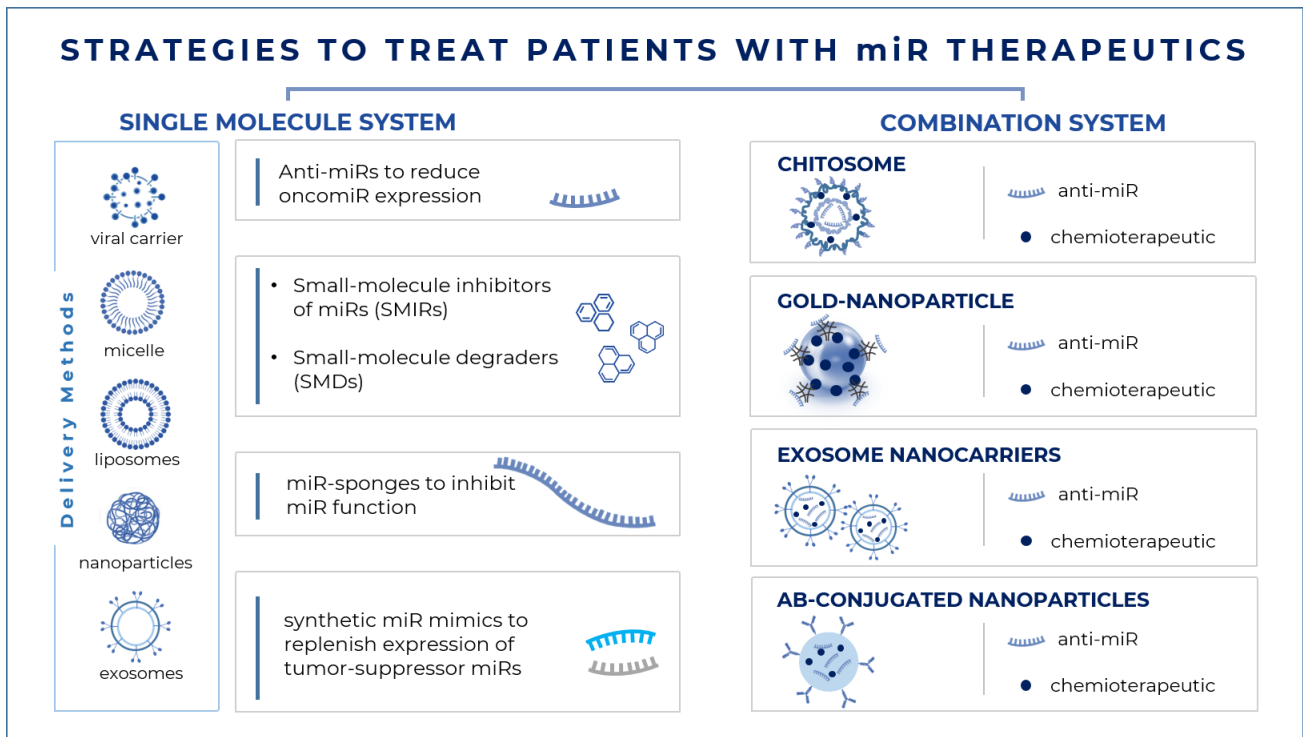 STRATEGIES TO TREAT PATIENTS WITH miR THERAPEUTICS
SINGLE MOLECULE SYSTEM
Delivery Methods
viral carrier
micelle
liposomes
nanoparticles
exosomes
Anti-miRs to reduce
oncomiR expression
• Small-molecule inhibitors
of miRs (SMIRs)
• Small-molecule degraders
(SMDs)
miR-sponges to inhibit
miR function
synthetic miR mimics to
replenish expression of
tumor-suppressor miRs
COMBINATION SYSTEM
CHITOSOME
anti-miR
chemioterapeutic
GOLD-NANOPARTICLE
anti-miR
chemioterapeutic
EXOSOME NANOCARRIERS
anti-miR
chemioterapeutic
AB-CONJUGATED NANOPARTICLES
anti-miR
chemioterapeutic